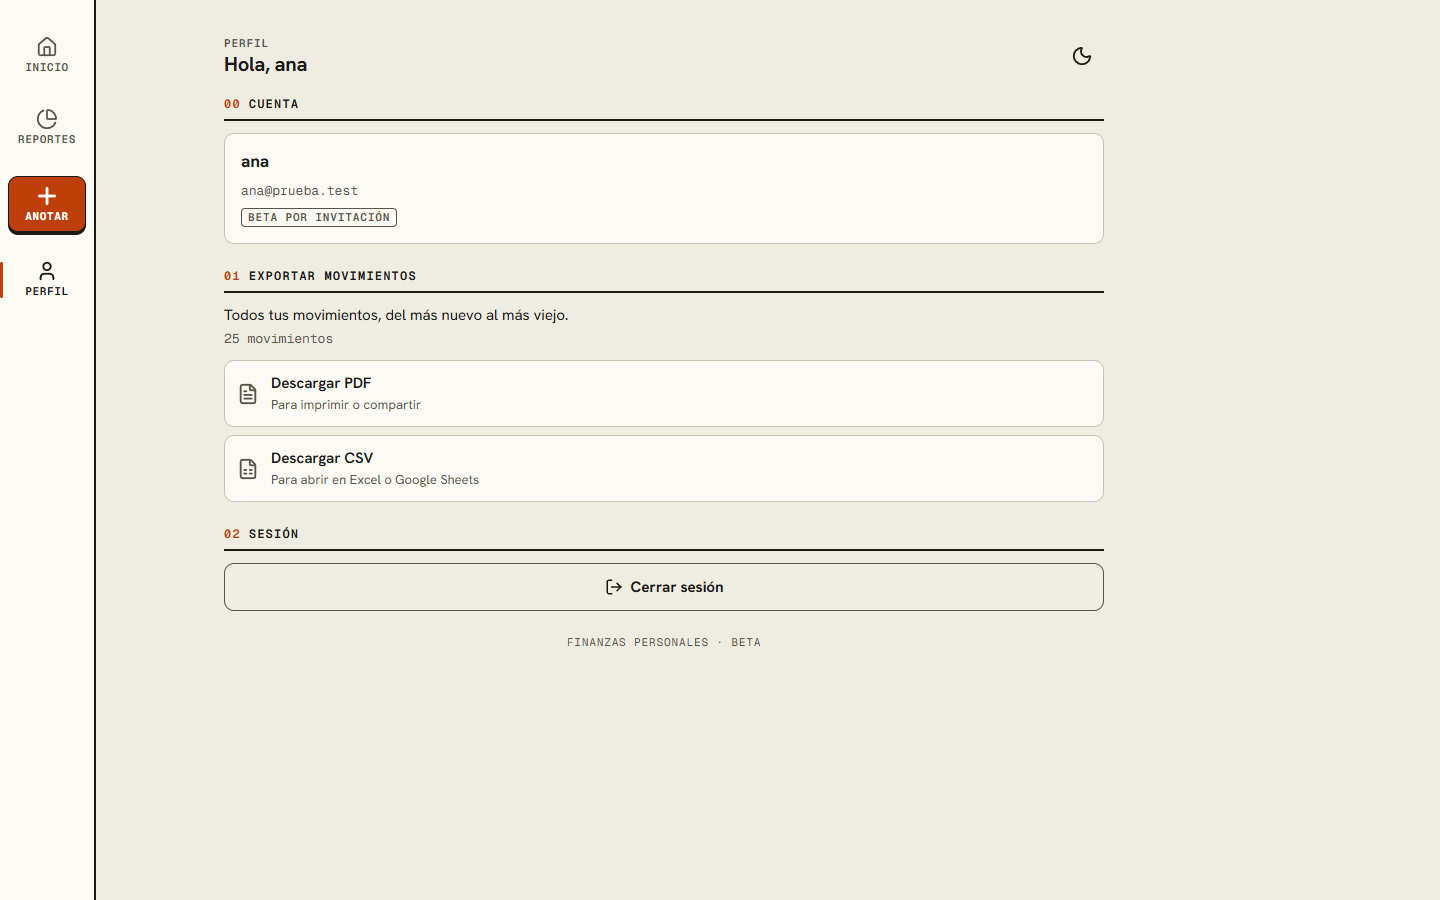 INICIO
REPORTES
ANOTAR
PERFIL
PERFIL
Hola, ana
00 CUENTA
ana
ana@prueba.test
BETA POR INVITACIÓN
01 EXPORTAR MOVIMIENTOS
Todos tus movimientos, del más nuevo al más viejo.
25 movimientos
Descargar PDF
Para imprimir o compartir
Descargar CSV
Para abrir en Excel o Google Sheets
02 SESIÓN
Cerrar sesión
FINANZAS PERSONALES · BETA